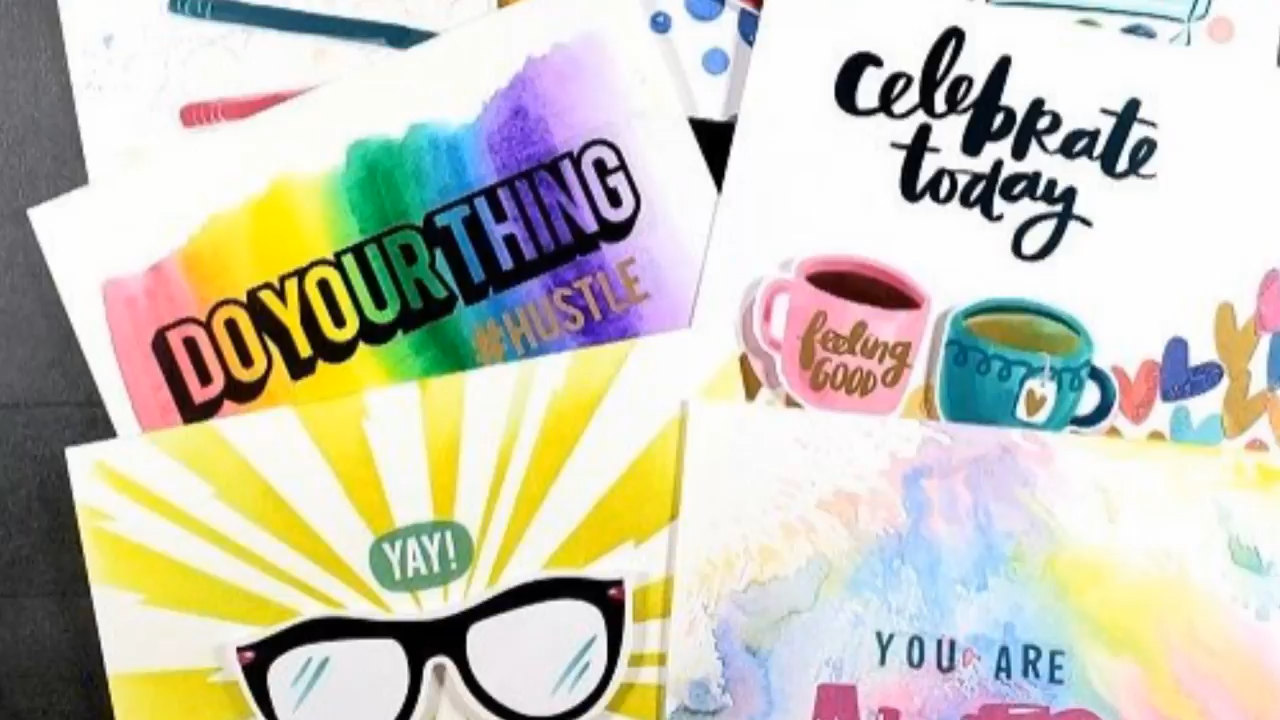 celebrate
today
DO YOUR THING
#HUSTLE
feeling
GOOD
YAY!
YOU ARE